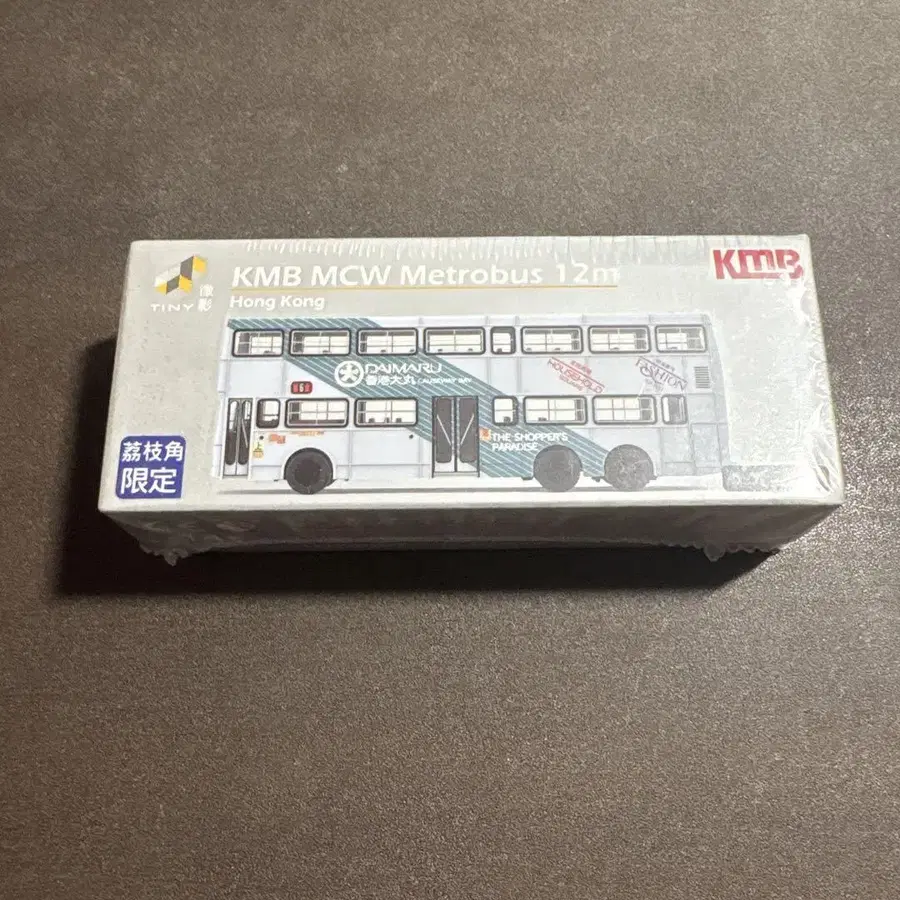 KMB MCW Metrobus 12m
KMB
Hong Kong
TINY 微影
DAIMARU
香港大丸 CAUSEWAY BAY
HOUSEHOLD
THE SHOPPER'S
PARADISE
荔枝角
限定